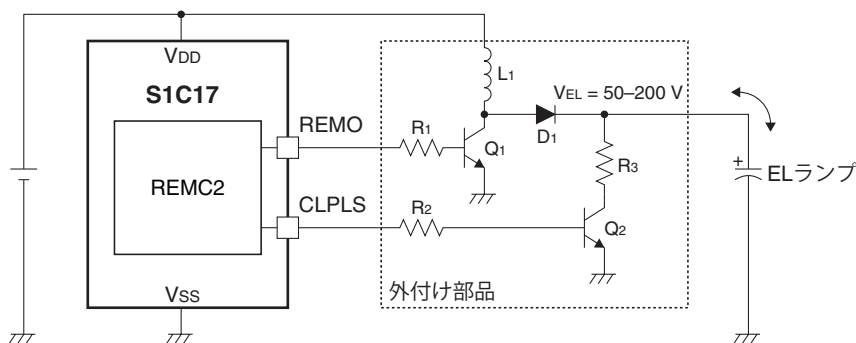 VDD
S1C17
L1
VEL = 50–200 V
REMO
R1
Q1
D1
R3
+
ELランプ
REMC2
CLPLS
R2
Q2
VSS
外付け部品